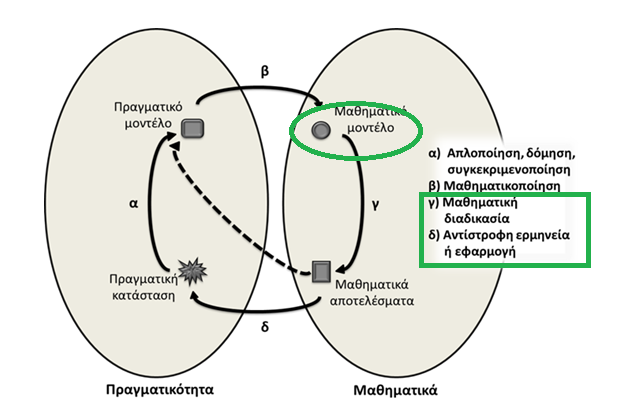 β
Πραγματικό
μοντέλο
Μαθηματικό
μοντέλο
α) Απλοποίηση, δόμηση,
συγκεκριμενοποίηση
β) Μαθηματικοποίηση
γ) Μαθηματική
διαδικασία
δ) Αντίστροφη ερμηνεία
ή εφαρμογή
α
γ
Πραγματική
κατάσταση
Μαθηματικά
αποτελέσματα
δ
Πραγματικότητα
Μαθηματικά